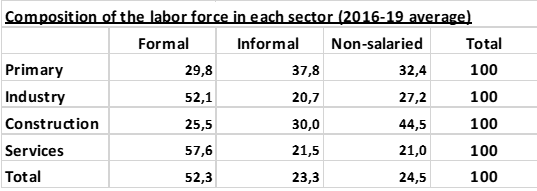 Composition of the labor force in each sector (2016-19 average)
Formal Informal Non-salaried Total
Primary 29,8 37,8 32,4 100
Industry 52,1 20,7 27,2 100
Construction 25,5 30,0 44,5 100
Services 57,6 21,5 21,0 100
Total 52,3 23,3 24,5 100